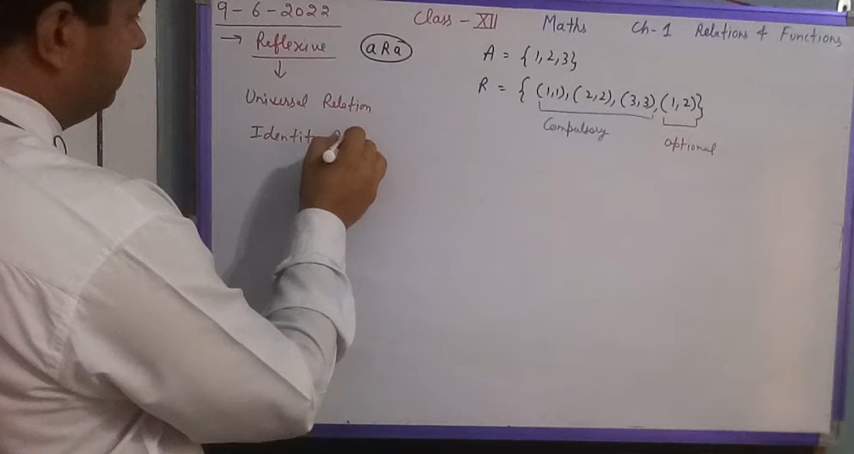 9-6-2022 Class - XII Maths Ch-1 Relations & Functions
→ Reflexive aRa
↓
Universal Relation
Identit
A = {1,2,3}
R = {(1,1),(2,2),(3,3),(1,2)}
Compulsory
optional